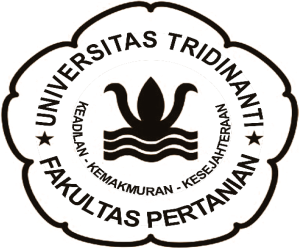 UNIVERSITAS TRIDINANTI
KEADILAN - KEMAKMURAN - KESEJAHTERAAN
FAKULTAS PERTANIAN